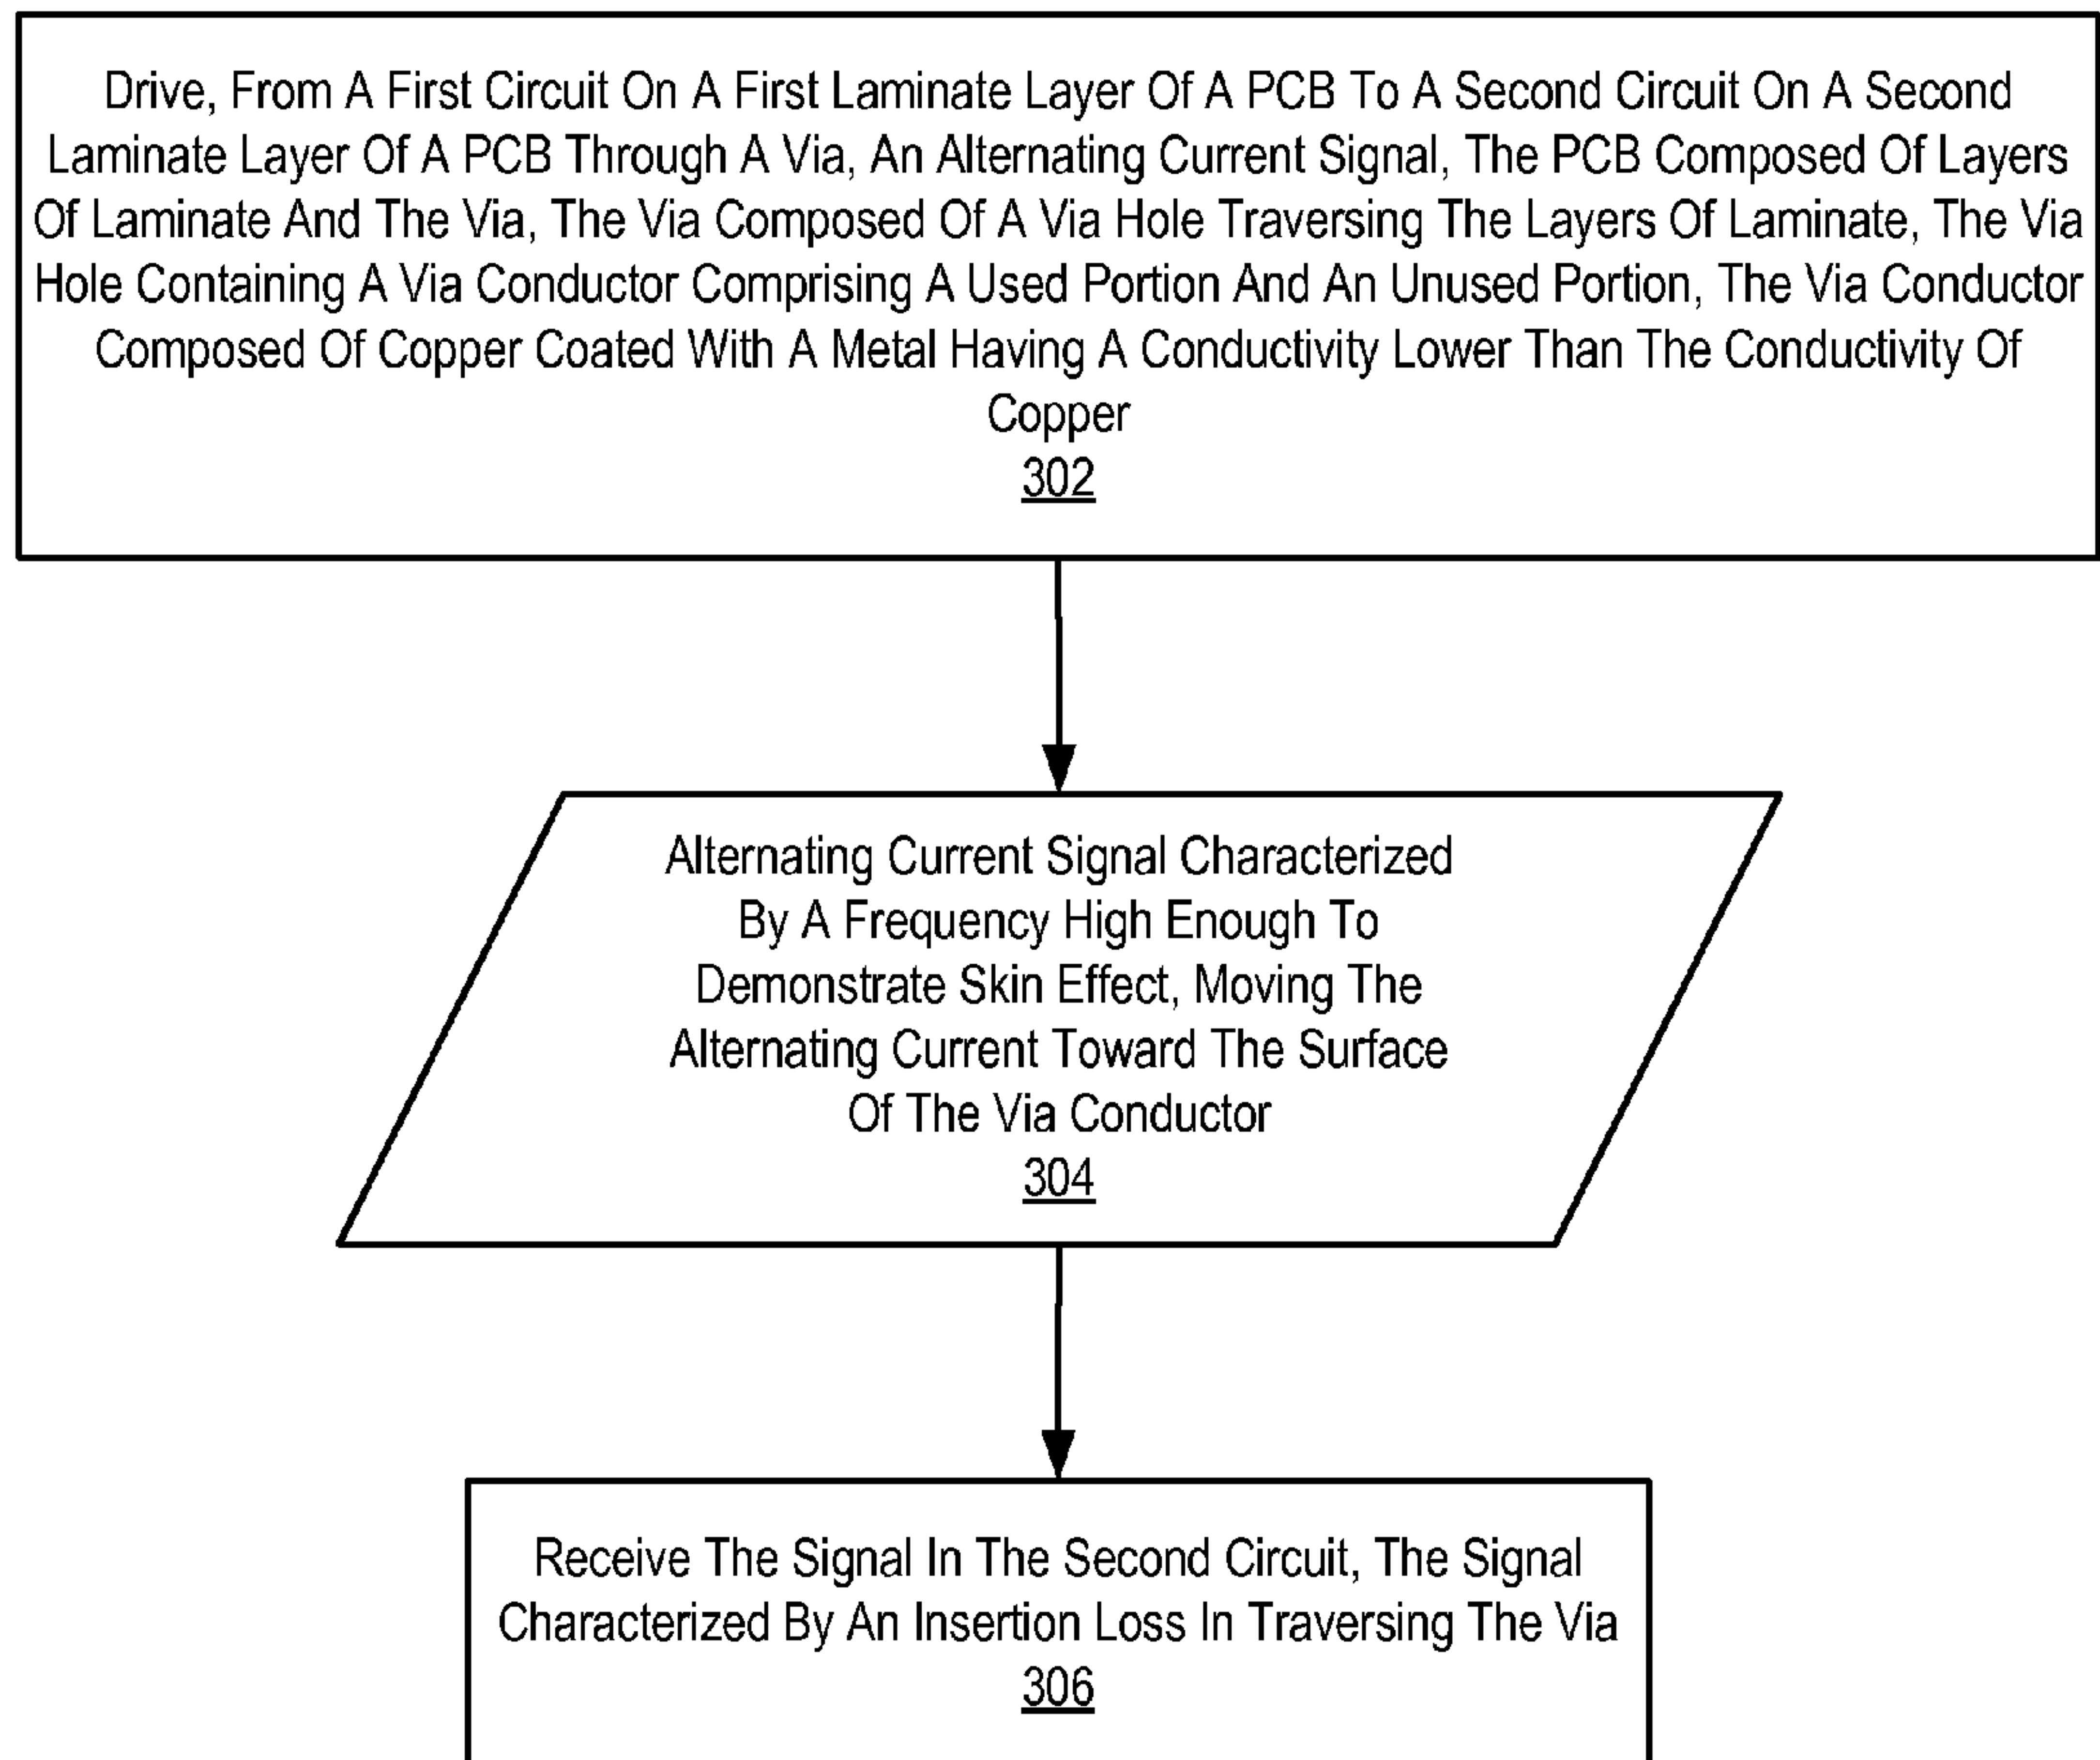 Drive, From A First Circuit On A First Laminate Layer Of A PCB To A Second Circuit On A Second
Laminate Layer Of A PCB Through A Via, An Alternating Current Signal, The PCB Composed Of Layers
Of Laminate And The Via, The Via Composed Of A Via Hole Traversing The Layers Of Laminate, The Via
Hole Containing A Via Conductor Comprising A Used Portion And An Unused Portion, The Via Conductor
Composed Of Copper Coated With A Metal Having A Conductivity Lower Than The Conductivity Of
Copper
302
Alternating Current Signal Characterized
By A Frequency High Enough To
Demonstrate Skin Effect, Moving The
Alternating Current Toward The Surface
Of The Via Conductor
304
Receive The Signal In The Second Circuit, The Signal
Characterized By An Insertion Loss In Traversing The Via
306